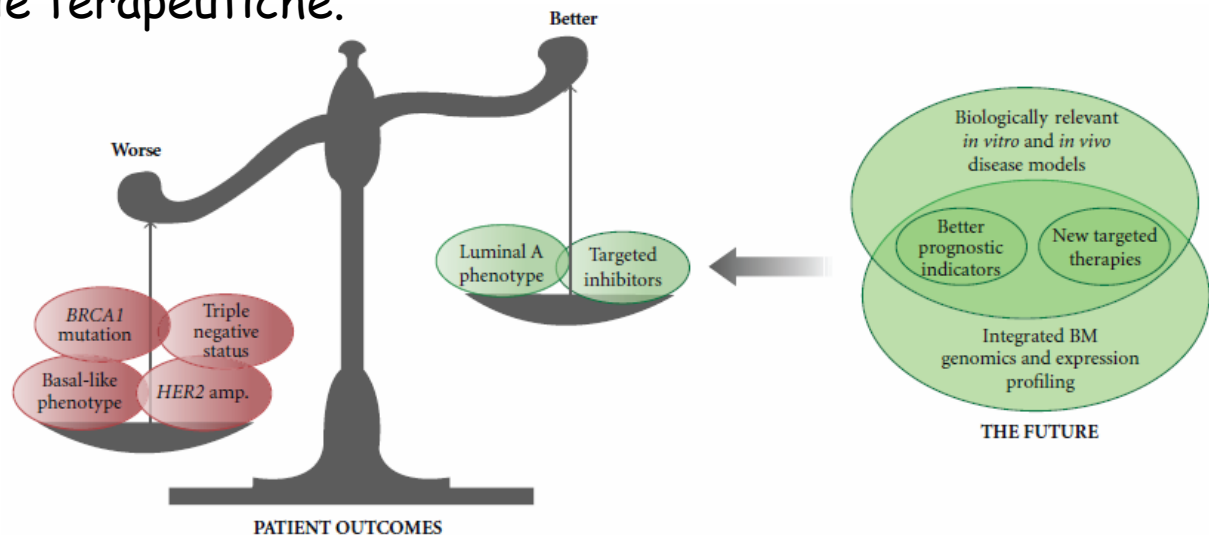 le terapeutiche.
Better
Worse
BRCA1
mutation
Triple
negative
status
Basal-like
phenotype
HER2 amp.
Luminal A
phenotype
Targeted
inhibitors
PATIENT OUTCOMES
Biologically relevant
in vitro and in vivo
disease models
Better
prognostic
indicators
New targeted
therapies
Integrated BM
genomics and expression
profiling
THE FUTURE